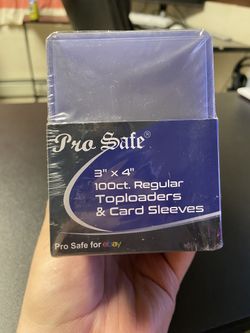 Pro Safe®
3" x 4"
100ct. Regular
Toploaders
& Card Sleeves
Pro Safe for ebay